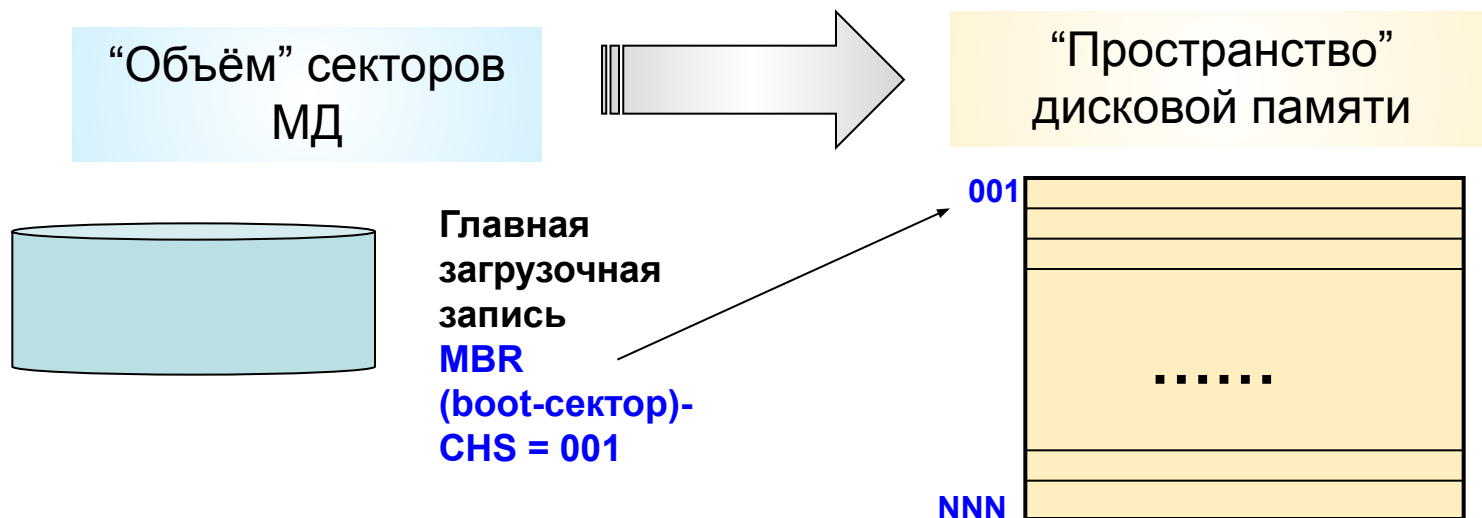 “Объём” секторов
МД
“Пространство”
дисковой памяти
Главная
загрузочная
запись
MBR
(boot-сектор)-
CHS = 001
001
......
NNN